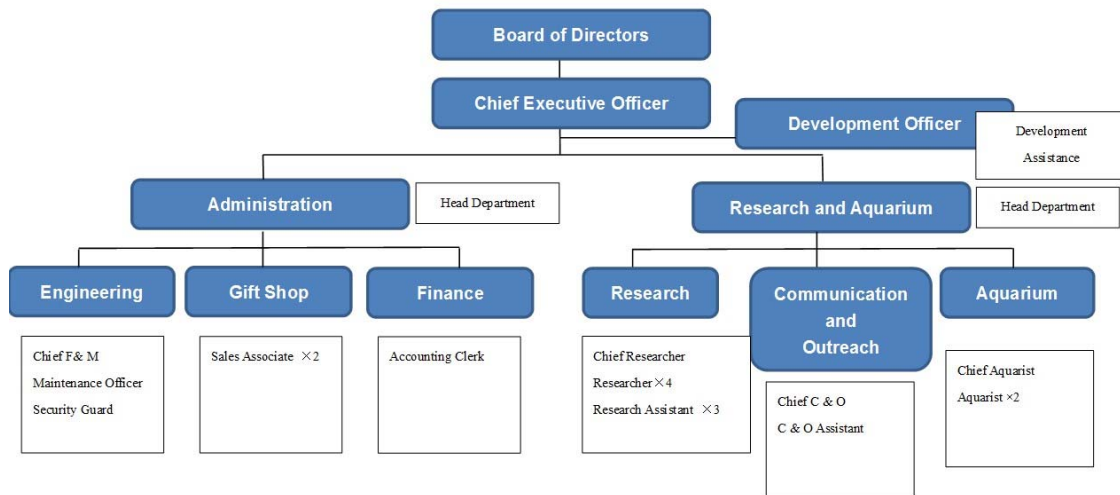 Board of Directors
Chief Executive Officer
Development Officer
Development
Assistance
Administration
Head Department
Research and Aquarium
Head Department
Engineering
Gift Shop
Finance
Research
Communication
and
Outreach
Aquarium
Chief F& M
Maintenance Officer
Security Guard
Sales Associate ×2
Accounting Clerk
Chief Researcher
Researcher×4
Research Assistant ×3
Chief C & O
C & O Assistant
Chief Aquarist
Aquarist ×2